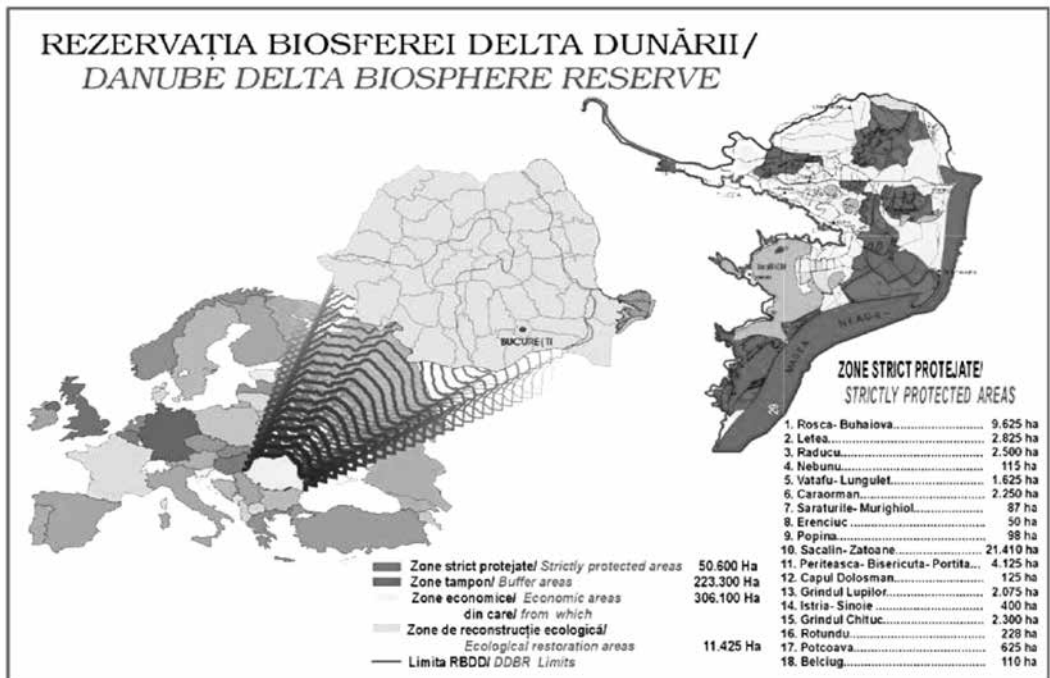 REZERVAȚIA BIOSFEREI DELTA DUNĂRII/
DANUBE DELTA BIOSPHERE RESERVE
BUCUREȘTI
MAREA NEAGRĂ
ZONE STRICT PROTEJATE/
STRICTLY PROTECTED AREAS
1. Rosca- Buhaiova 9.625 ha
2. Letea 2.825 ha
3. Raducu 2.500 ha
4. Nebunu 115 ha
5. Vatafu- Lungulet 1.625 ha
6. Caraorman 2.250 ha
7. Saraturile- Murighiol 87 ha
8. Erenciuc 50 ha
9. Popina 98 ha
10. Sacalin- Zatoane 21.410 ha
11. Periteasca- Bisericuta- Portita 4.125 ha
12. Capul Dolosman 125 ha
13. Grindul Lupilor 2.075 ha
14. Istria- Sinoie 400 ha
15. Grindul Chituc 2.300 ha
16. Rotundu 228 ha
17. Potcoava 625 ha
18. Belciug 110 ha
Zone strict protejate/ Strictly protected areas 50.600 Ha
Zone tampon/ Buffer areas 223.300 Ha
Zone economice/ Economic areas 306.100 Ha
din care/ from which
Zone de reconstrucție ecologică/
Ecological restoration areas 11.425 Ha
Limita RBDD/ DDBR Limits